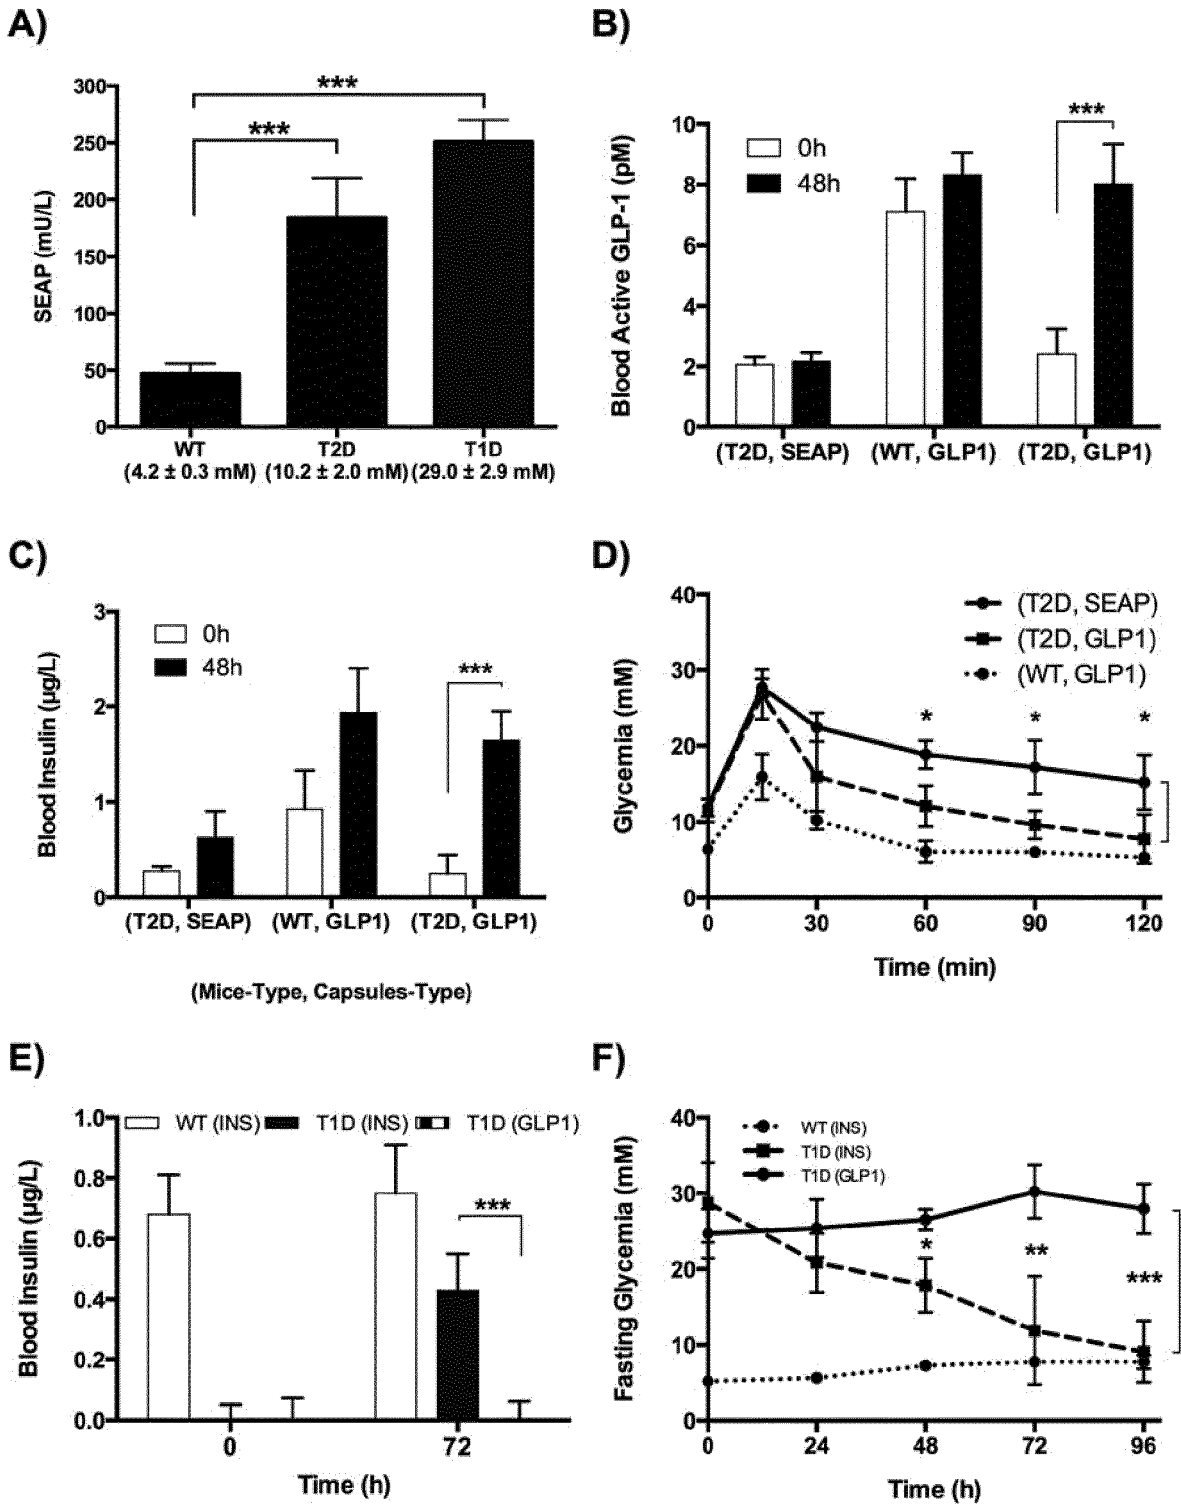 A)
300
250
200
150
100
50
0
SEAP (mU/L)
***
***
WT
T2D
T1D
(4.2 ± 0.3 mM) (10.2 ± 2.0 mM) (29.0 ± 2.9 mM)
B)
10
8
6
4
2
0
Blood Active GLP-1 (pM)
0h
48h
***
(T2D, SEAP) (WT, GLP1) (T2D, GLP1)
C)
3
2
1
0
Blood Insulin (µg/L)
0h
48h
***
(T2D, SEAP) (WT, GLP1) (T2D, GLP1)
(Mice-Type, Capsules-Type)
D)
40
30
20
10
0
Glycemia (mM)
(T2D, SEAP)
(T2D, GLP1)
(WT, GLP1)
* * *
0 30 60 90 120
Time (min)
E)
1.0
0.8
0.6
0.4
0.2
0.0
Blood Insulin (µg/L)
WT (INS) T1D (INS) T1D (GLP1)
***
0 72
Time (h)
F)
40
30
20
10
0
Fasting Glycemia (mM)
WT (INS)
T1D (INS)
T1D (GLP1)
* ** ***
0 24 48 72 96
Time (h)